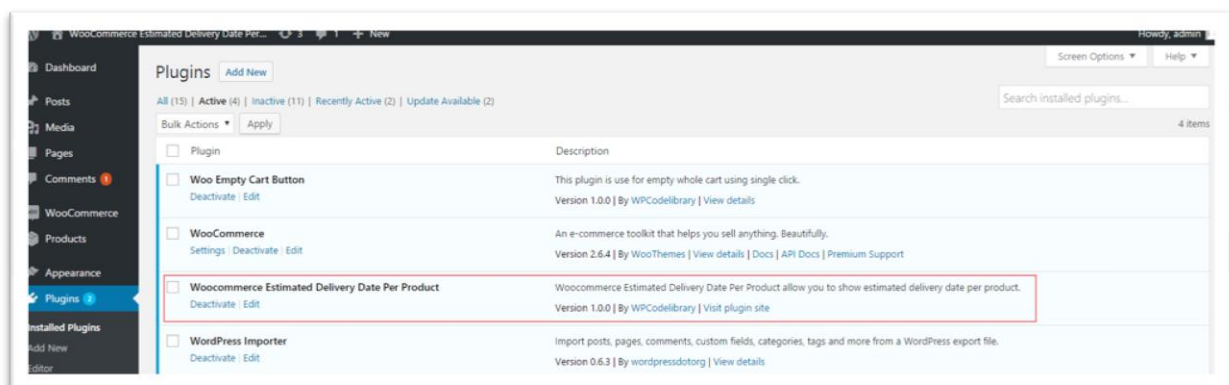 WooCommerce Estimated Delivery Date Per... 3 1 + New Howdy, admin
Screen Options ▼ Help ▼
Dashboard
Posts
Media
Pages
Comments 1
WooCommerce
Products
Appearance
Plugins 2
Installed Plugins
Add New
Editor
Plugins Add New
All (15) | Active (4) | Inactive (11) | Recently Active (2) | Update Available (2)
Search installed plugins...
Bulk Actions ▼ Apply
4 items
Plugin Description
Woo Empty Cart Button
Deactivate | Edit
This plugin is use for empty whole cart using single click.
Version 1.0.0 | By WPCodelibrary | View details
WooCommerce
Settings | Deactivate | Edit
An e-commerce toolkit that helps you sell anything. Beautifully.
Version 2.6.4 | By WooThemes | View details | Docs | API Docs | Premium Support
Woocommerce Estimated Delivery Date Per Product
Deactivate | Edit
Woocommerce Estimated Delivery Date Per Product allow you to show estimated delivery date per product.
Version 1.0.0 | By WPCodelibrary | Visit plugin site
WordPress Importer
Deactivate | Edit
Import posts, pages, comments, custom fields, categories, tags and more from a WordPress export file.
Version 0.6.3 | By wordpressdotorg | View details